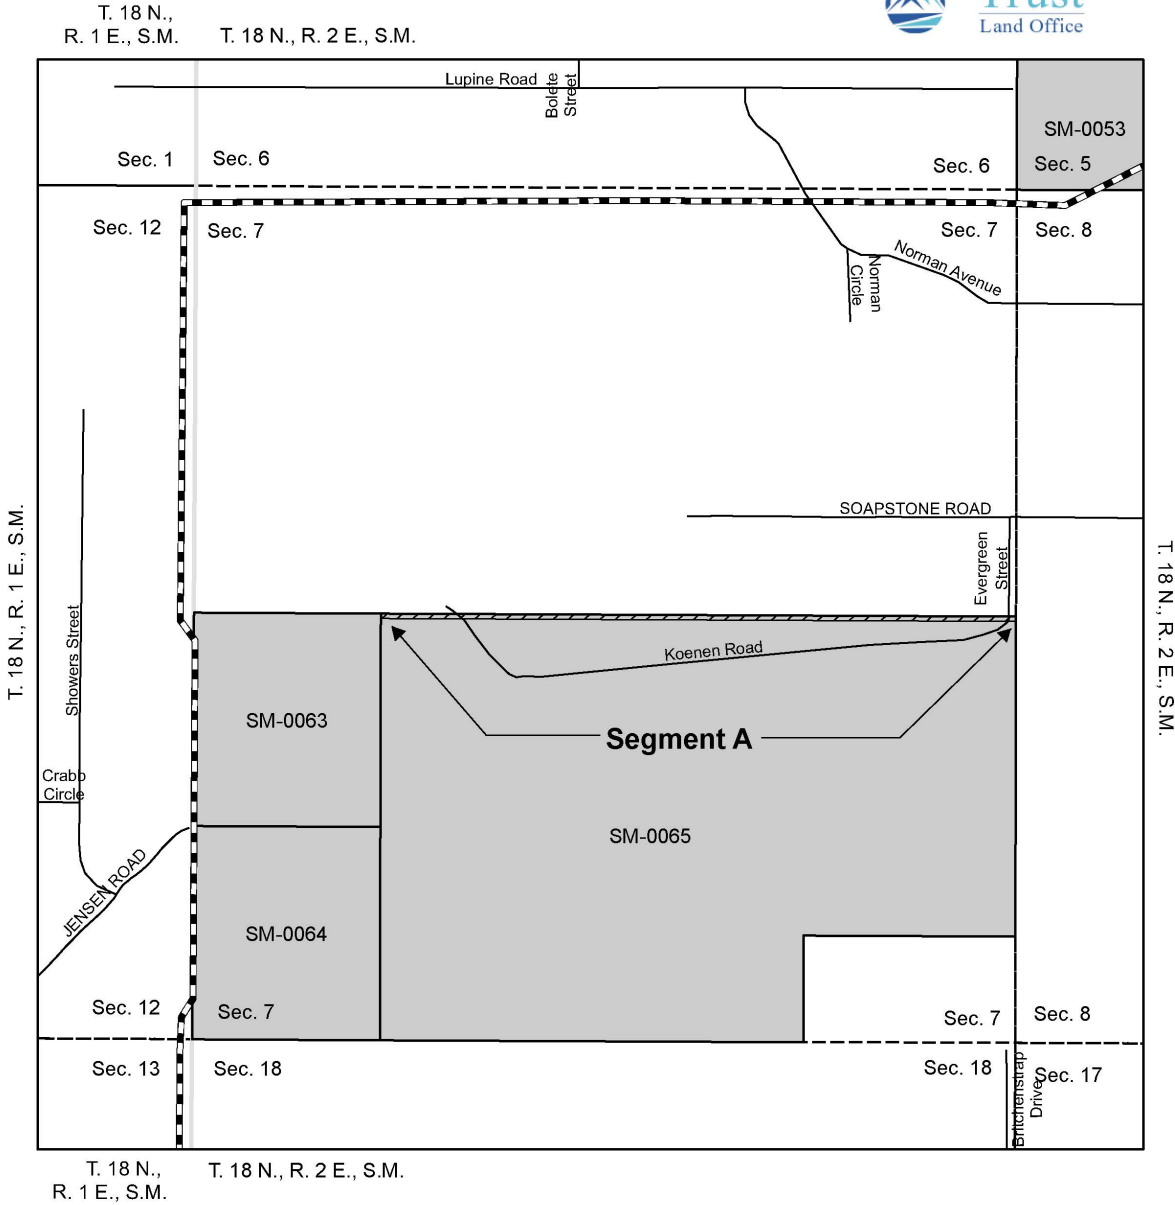 T. 18 N.,
R. 1 E., S.M.
T. 18 N., R. 2 E., S.M.
Trust
Land Office
Lupine Road
Bolete
Street
SM-0053
Sec. 1
Sec. 6
Sec. 6
Sec. 5
Sec. 12
Sec. 7
Sec. 7
Sec. 8
Norman Avenue
Norman
Circle
SOAPSTONE ROAD
Evergreen
Street
T. 18 N., R. 1 E., S.M.
T. 18 N., R. 2 E., S.M.
Showers Street
Koenen Road
SM-0063
Segment A
Crabb
Circle
SM-0065
JENSEN ROAD
SM-0064
Sec. 12
Sec. 7
Sec. 7
Sec. 8
Sec. 13
Sec. 18
Sec. 18
Sec. 17
Britchenstrap
Drive
T. 18 N.,
R. 1 E., S.M.
T. 18 N., R. 2 E., S.M.